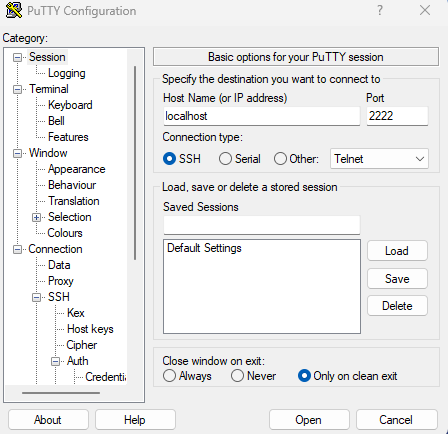 PuTTY Configuration
Category:
Session
Logging
Terminal
Keyboard
Bell
Features
Window
Appearance
Behaviour
Translation
Selection
Colours
Connection
Data
Proxy
SSH
Kex
Host keys
Cipher
Auth
Basic options for your PuTTY session
Specify the destination you want to connect to
Host Name (or IP address) Port
localhost 2222
Connection type:
SSH Serial Other: Telnet
Load, save or delete a stored session
Saved Sessions
Default Settings
Load
Save
Delete
Close window on exit:
Always Never Only on clean exit
About Help Open Cancel